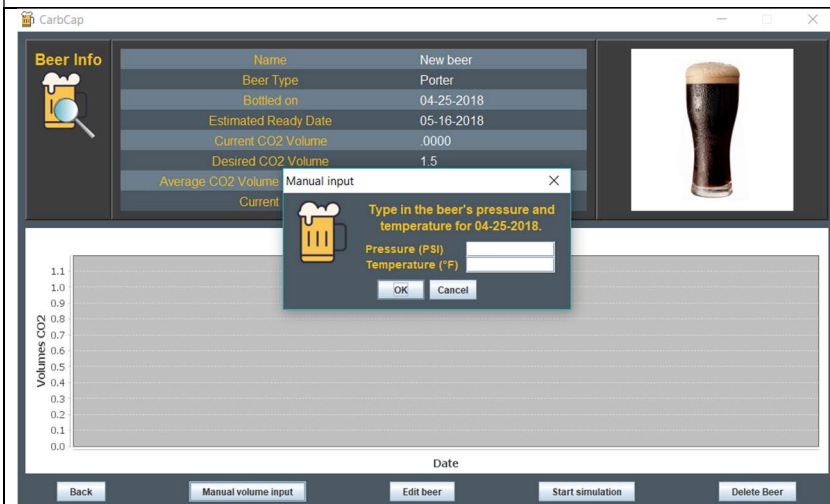 CarbCap
Beer Info
Name New beer
Beer Type Porter
Bottled on 04-25-2018
Estimated Ready Date 05-16-2018
Current CO2 Volume .0000
Desired CO2 Volume 1.5
Average CO2 Volume
Current
Manual input
Type in the beer's pressure and
temperature for 04-25-2018.
Pressure (PSI)
Temperature (°F)
OK Cancel
Volumes CO2
1.1
1.0
0.9
0.8
0.7
0.6
0.5
0.4
0.3
0.2
0.1
0.0
Date
Back Manual volume input Edit beer Start simulation Delete Beer